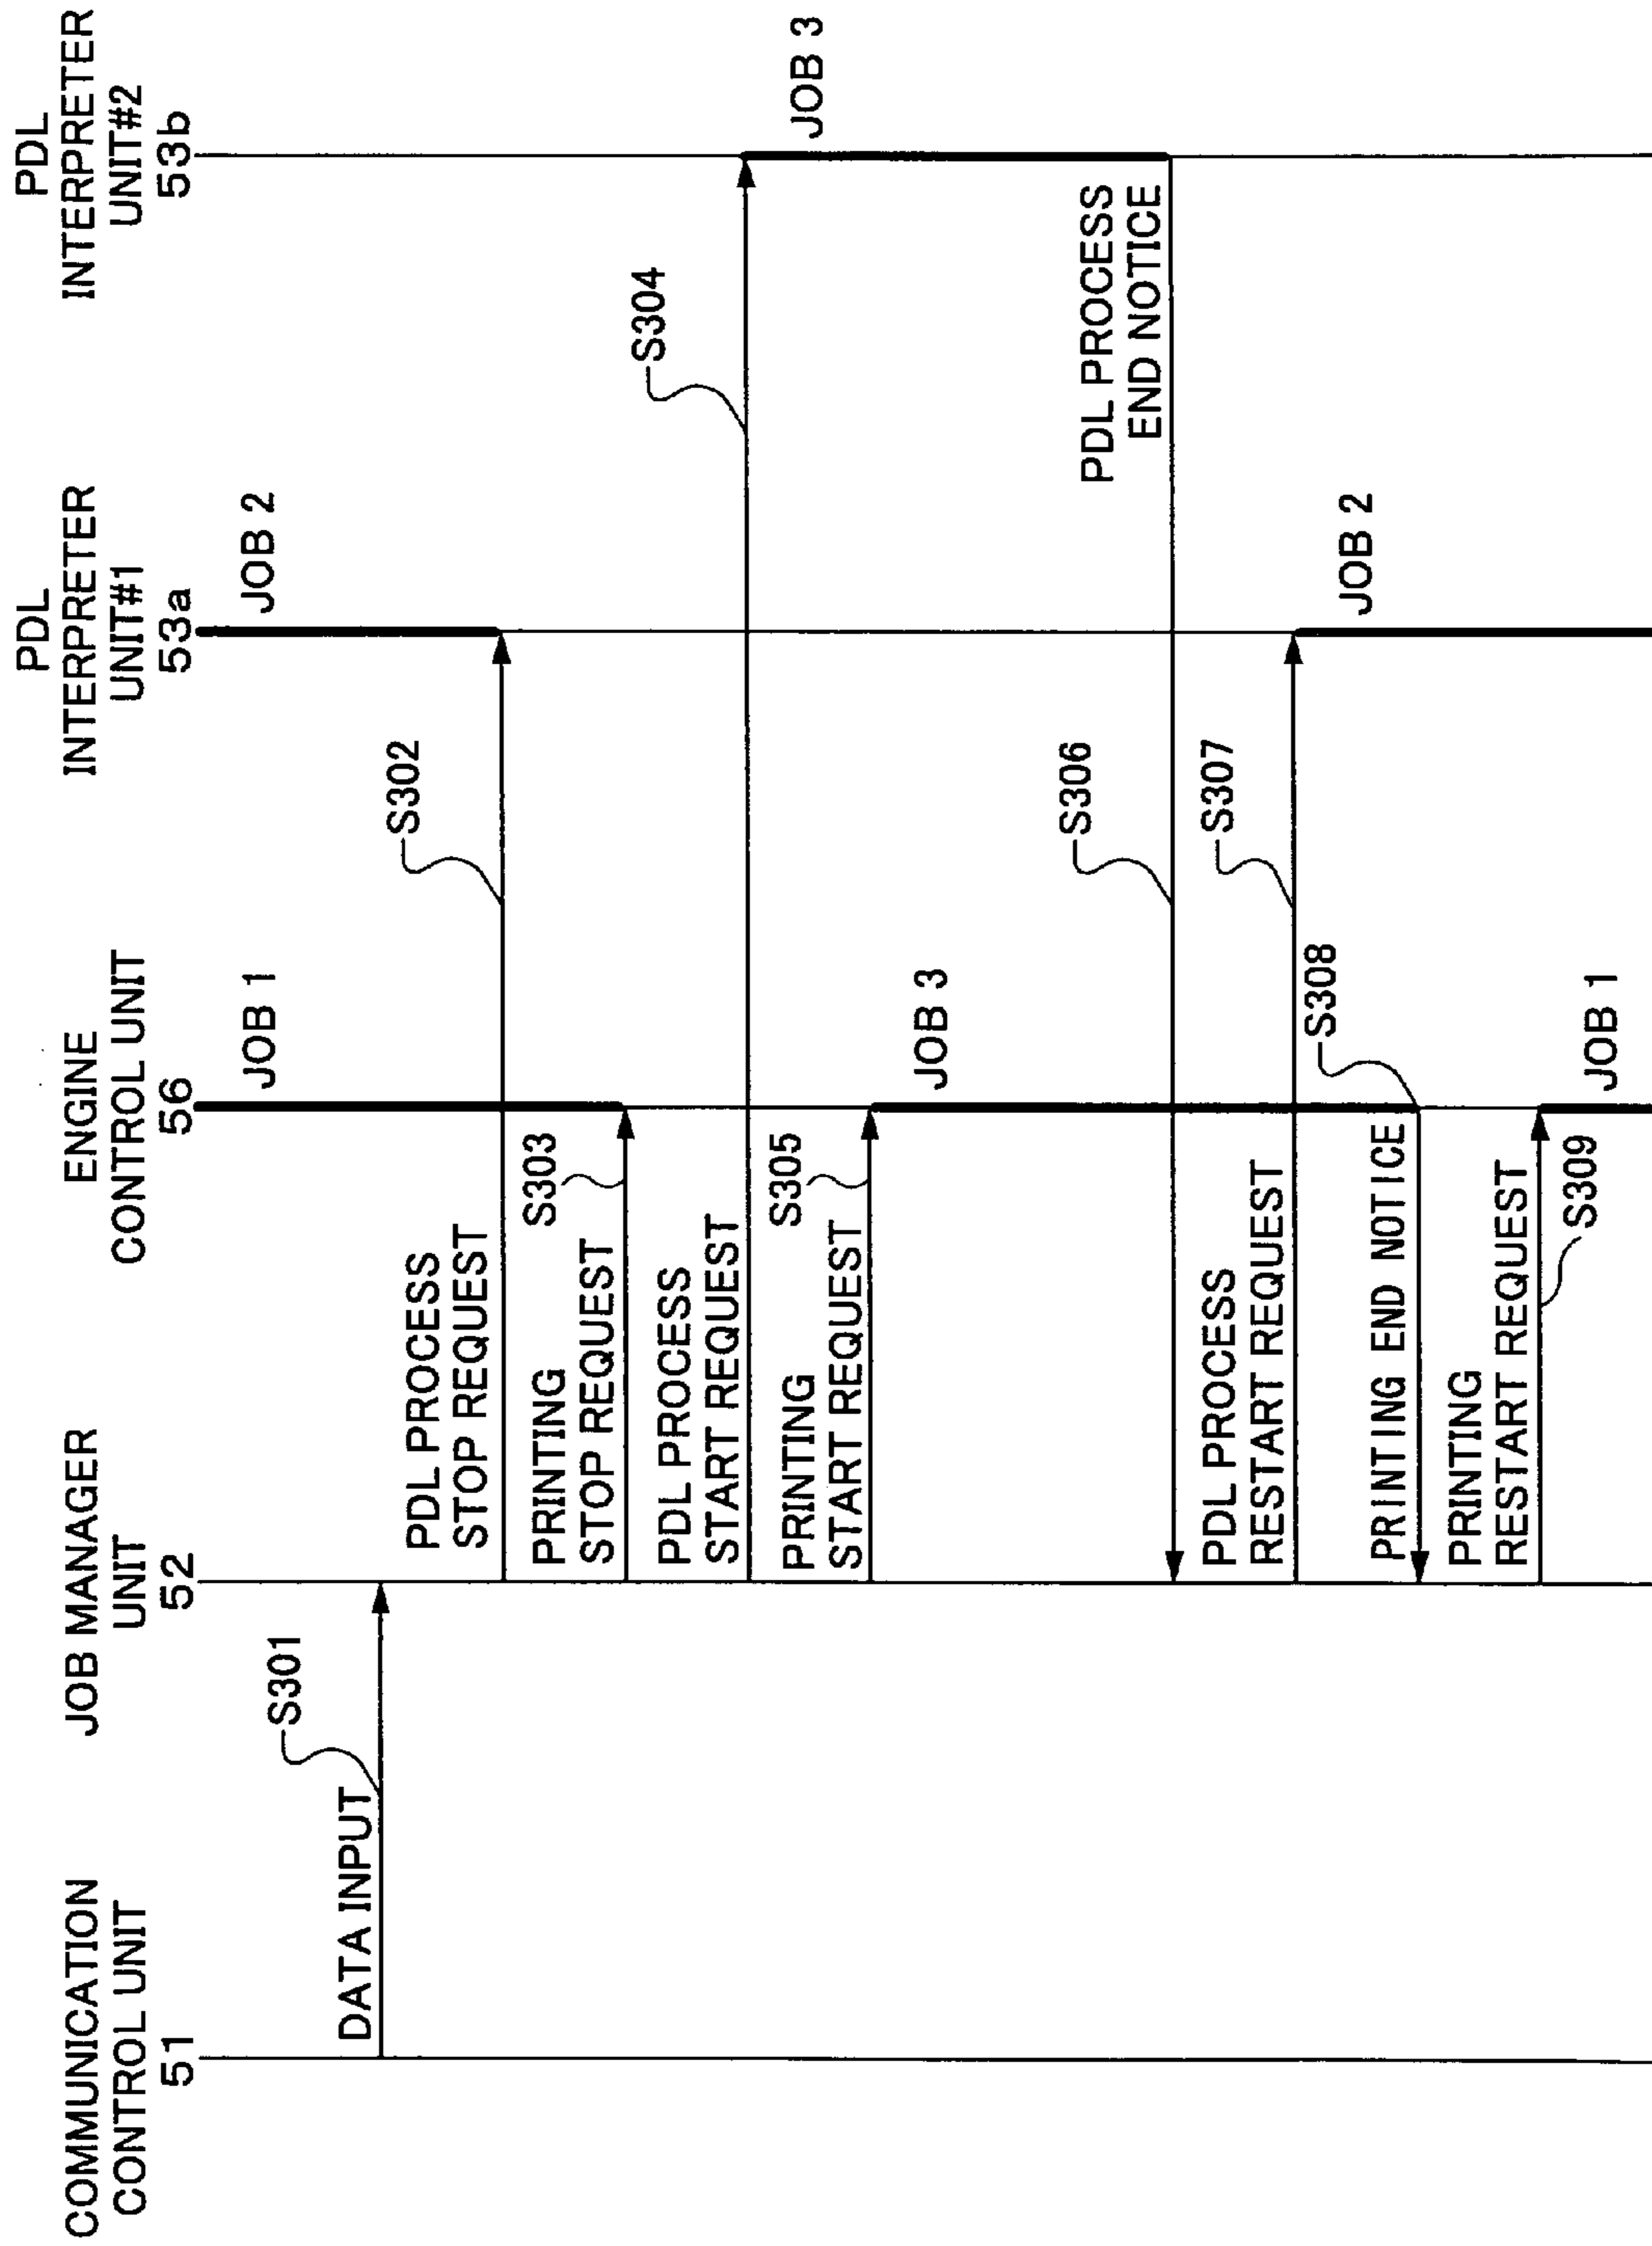 COMMUNICATION
CONTROL UNIT
51
JOB MANAGER
UNIT
52
ENGINE
CONTROL UNIT
56
PDL
INTERPRETER
UNIT#1
53a
PDL
INTERPRETER
UNIT#2
53b
JOB 1
JOB 2
DATA INPUT
S301
PDL PROCESS
STOP REQUEST
S302
PRINTING
STOP REQUEST
S303
PDL PROCESS
START REQUEST
S304
JOB 3
PRINTING
START REQUEST
S305
JOB 3
PDL PROCESS
END NOTICE
S306
PDL PROCESS
RESTART REQUEST
S307
JOB 2
PRINTING END NOTICE
S308
PRINTING
RESTART REQUEST
S309
JOB 1